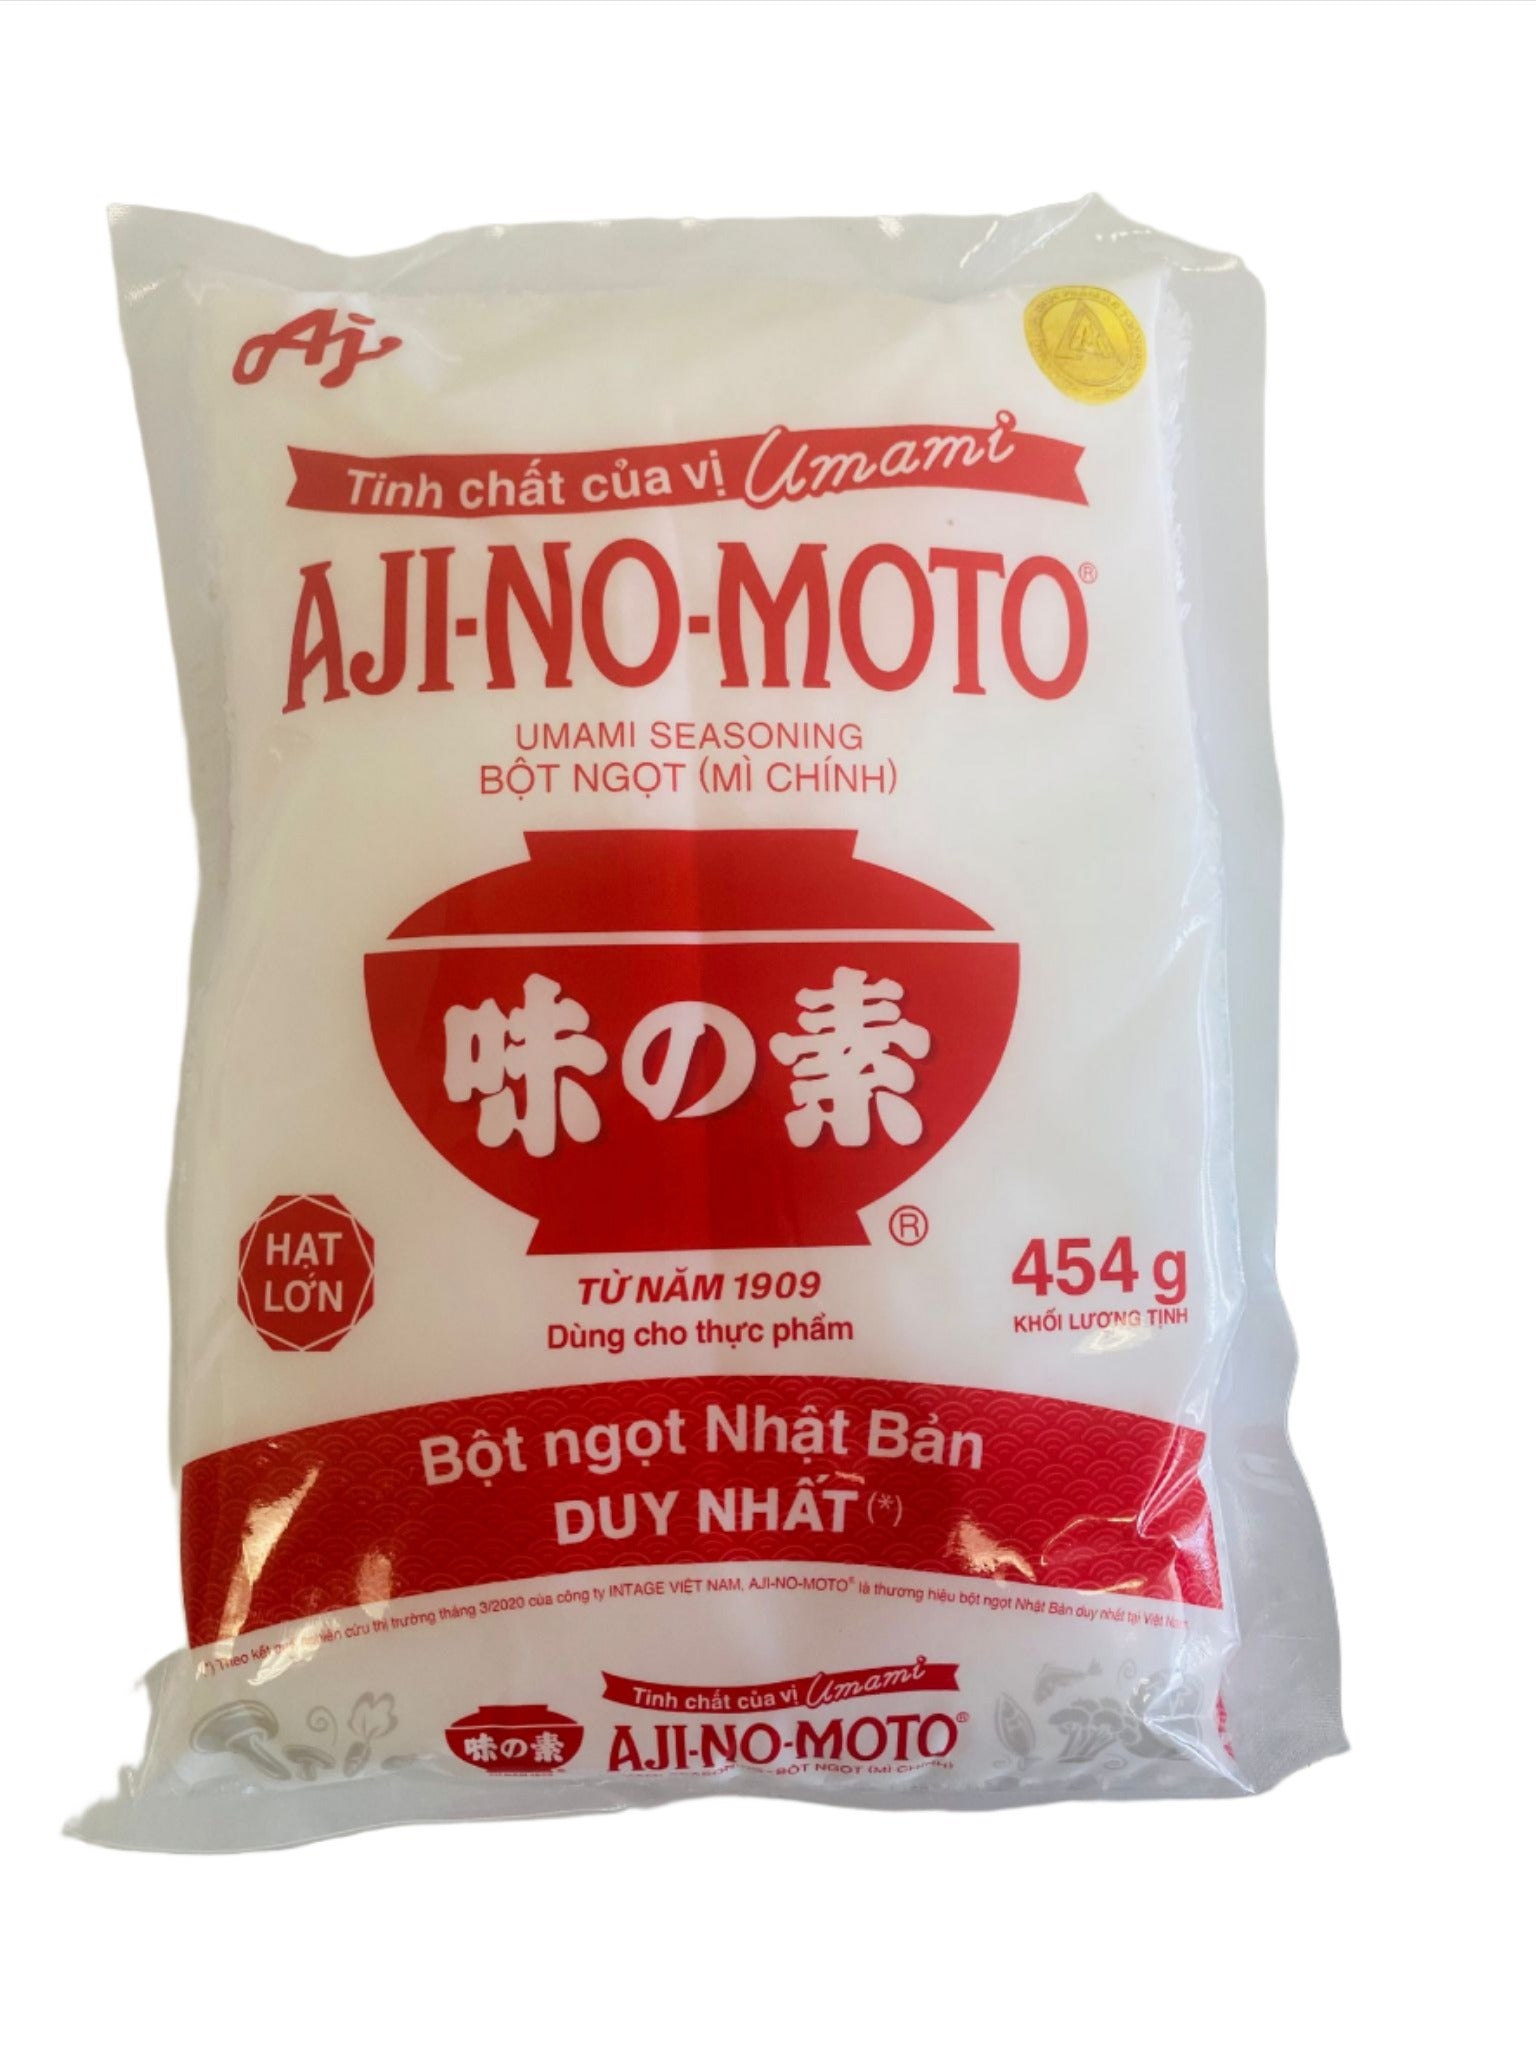 Aj
Tinh chất của vị Umami
AJI-NO-MOTO®
UMAMI SEASONING
BỘT NGỌT (MÌ CHÍNH)
味の素
®
HẠT
LỚN
TỪ NĂM 1909
Dùng cho thực phẩm
454 g
KHỐI LƯỢNG TỊNH
Bột ngọt Nhật Bản
DUY NHẤT (*)
(*) Theo kết quả nghiên cứu thị trường tháng 3/2020 của công ty INTAGE VIỆT NAM, AJI-NO-MOTO® là thương hiệu bột ngọt Nhật Bản duy nhất tại Việt Nam.
Tinh chất của vị Umami
味の素
AJI-NO-MOTO®
BỘT NGỌT (MÌ CHÍNH)